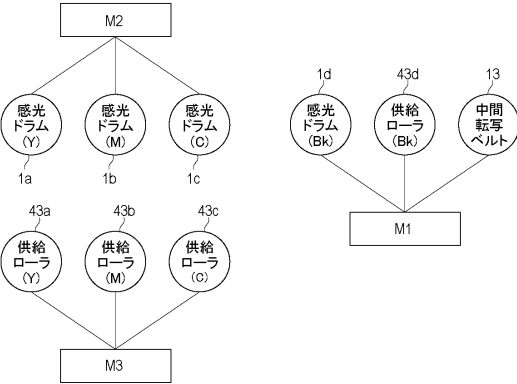 M2
感光
ドラム
(Y)
感光
ドラム
(M)
感光
ドラム
(C)
1a
1b
1c
43a
43b
43c
供給
ローラ
(Y)
供給
ローラ
(M)
供給
ローラ
(C)
M3
1d
43d
13
感光
ドラム
(Bk)
供給
ローラ
(Bk)
中間
転写
ベルト
M1